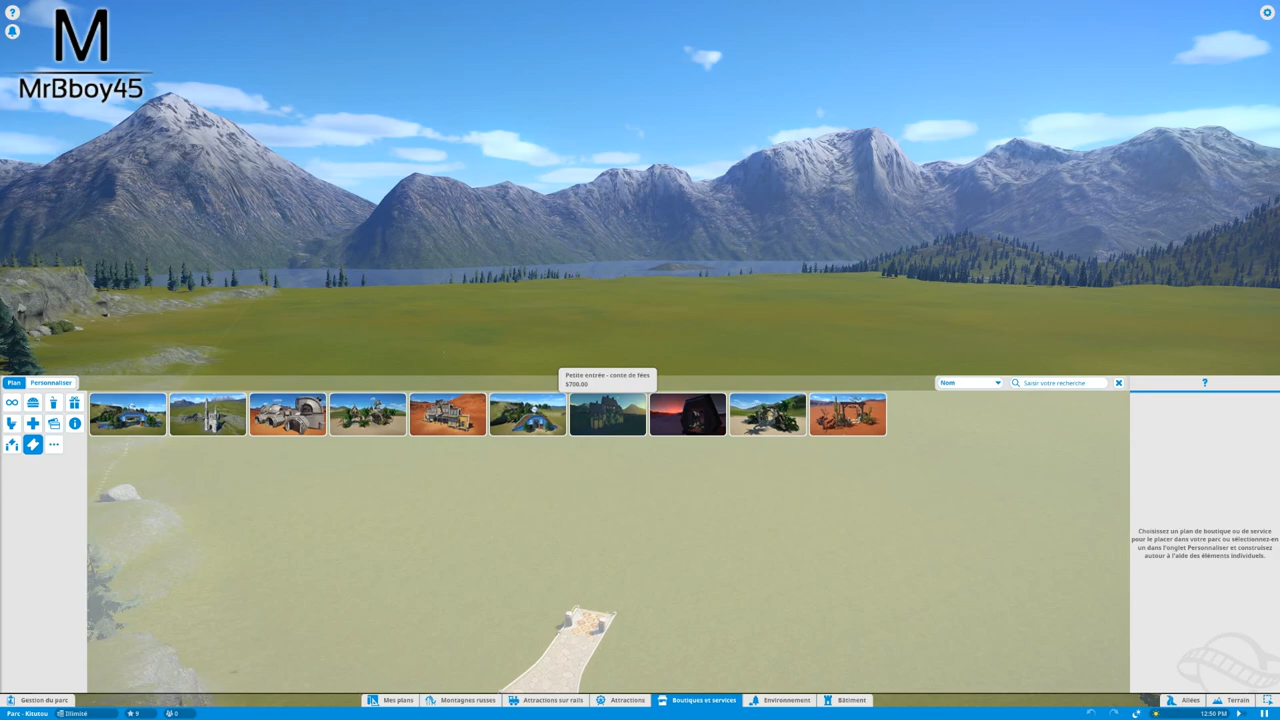 M
MrBboy45
Petite entrée - conte de fées
$700.00
Plan
Personnaliser
Nom
Saisir votre recherche
?
Choisissez un plan de boutique ou de service
pour le placer dans votre parc ou sélectionnez-en
un dans l'onglet Personnaliser et construisez
autour à l'aide des éléments individuels.
Gestion du parc
Mes plans
Montagnes russes
Attractions sur rails
Attractions
Boutiques et services
Environnement
Bâtiment
Allées
Terrain
Parc - Kitutou
Illimité
9
0
12:50 PM